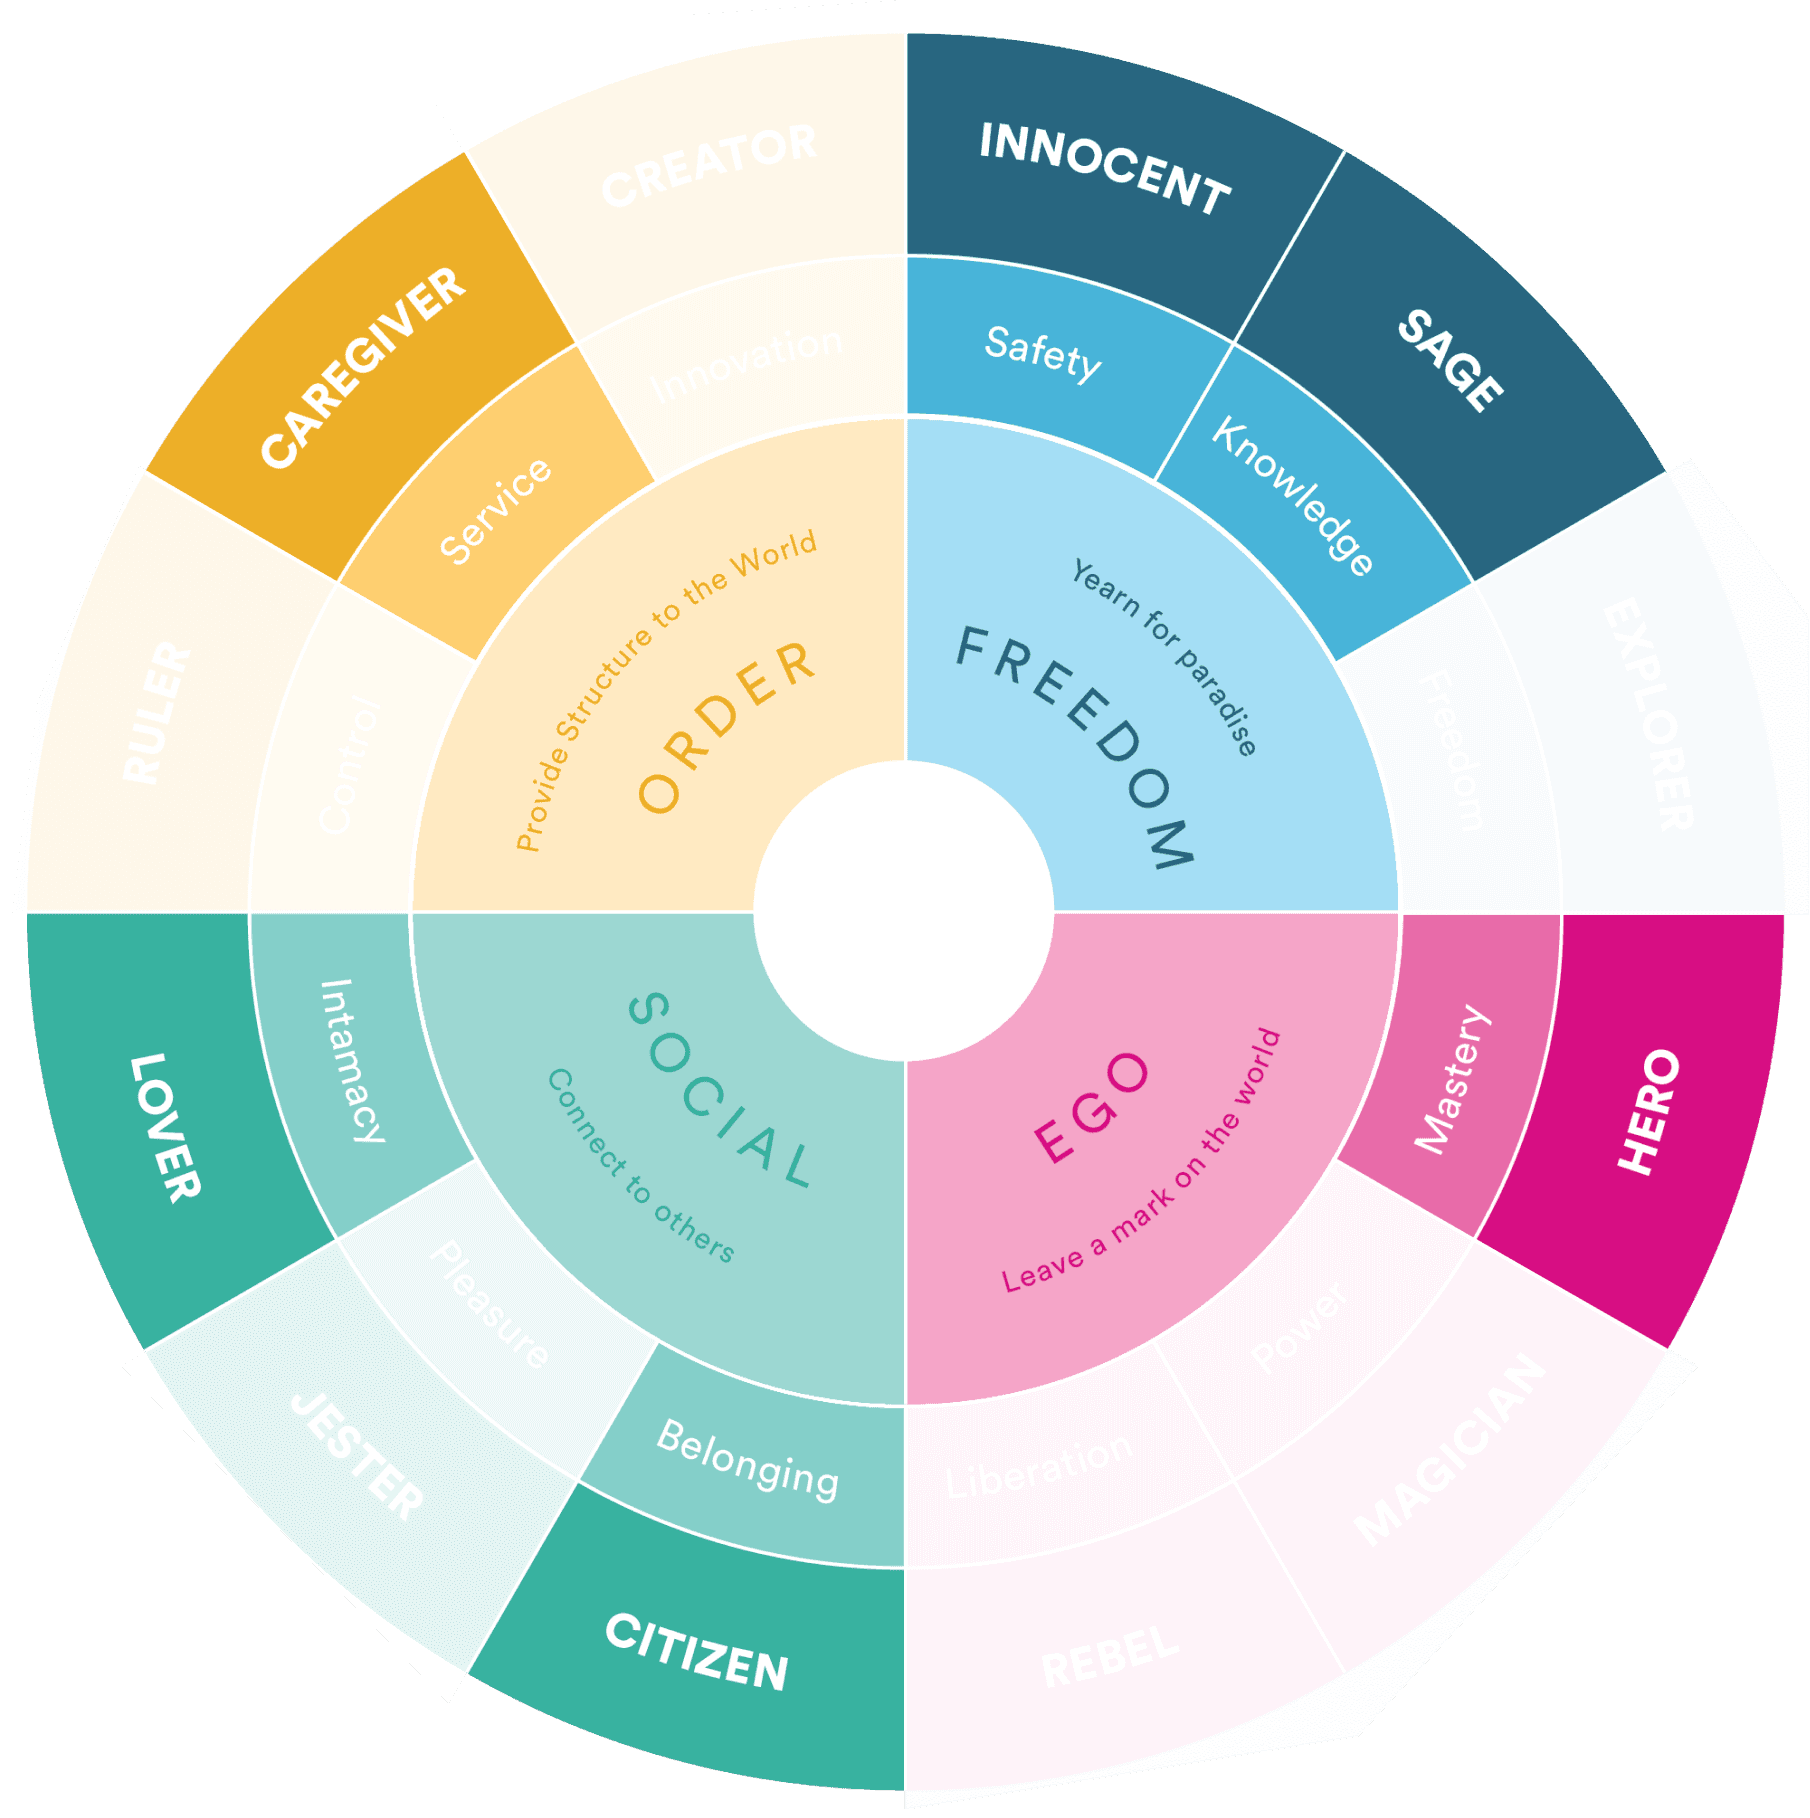 CREATOR
INNOCENT
CAREGIVER
SAGE
Innovation
Safety
Service
Knowledge
Provide Structure to the World
ORDER
Yearn for paradise
FREEDOM
RULER
Control
Freedom
EXPLORER
LOVER
Intamacy
SOCIAL
Connect to others
EGO
Leave a mark on the world
Mastery
HERO
JESTER
Pleasure
Belonging
CITIZEN
Liberation
REBEL
Power
MAGICIAN